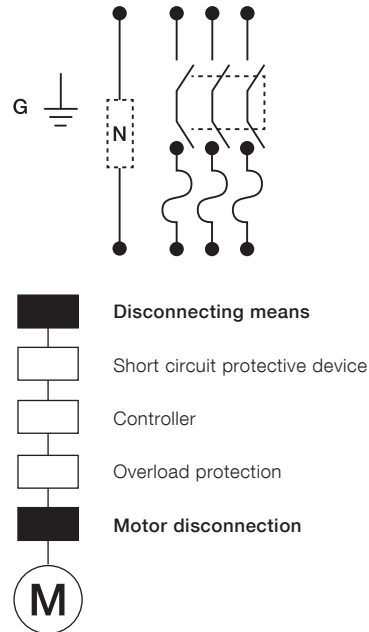 G
N
Disconnecting means
Short circuit protective device
Controller
Overload protection
Motor disconnection
M